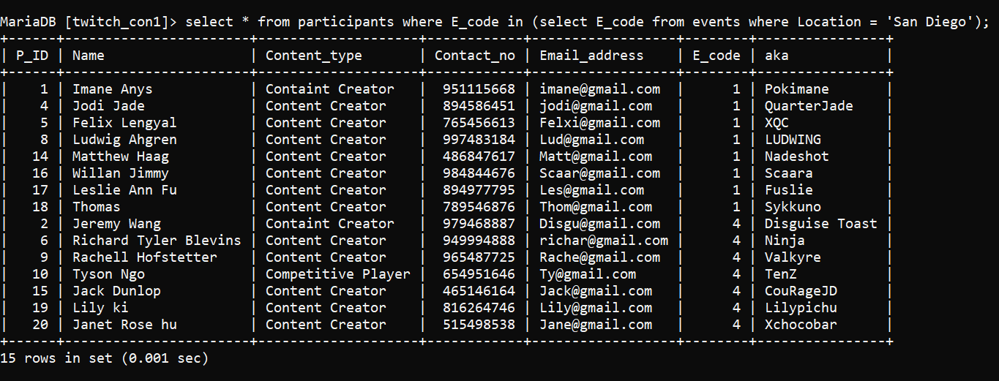 MariaDB [twitch_con1]> select * from participants where E_code in (select E_code from events where Location = 'San Diego');
+------+----------------------+-------------------+------------+-----------------+--------+----------------+
| P_ID | Name                 | Content_type      | Contact_no | Email_address   | E_code | aka            |
+------+----------------------+-------------------+------------+-----------------+--------+----------------+
|    1 | Imane Anys           | Containt Creator  |  951115668 | imane@gmail.com |      1 | Pokimane       |
|    4 | Jodi Jade            | Content Creator   |  894586451 | jodi@gmail.com  |      1 | QuarterJade    |
|    5 | Felix Lengyal        | Content Creator   |  765456613 | Felxi@gmail.com |      1 | XQC            |
|    8 | Ludwig Ahgren        | Content Creator   |  997483184 | Lud@gmail.com   |      1 | LUDWING        |
|   14 | Matthew Haag         | Content Creator   |  486847617 | Matt@gmail.com  |      1 | Nadeshot       |
|   16 | Willan Jimmy         | Content Creator   |  984844676 | Scaar@gmail.com |      1 | Scaara         |
|   17 | Leslie Ann Fu        | Content Creator   |  894977795 | Les@gmail.com   |      1 | Fuslie         |
|   18 | Thomas               | Content Creator   |  789546876 | Thom@gmail.com  |      1 | Sykkuno        |
|    2 | Jeremy Wang          | Containt Creator  |  979468887 | Disgu@gmail.com |      4 | Disguise Toast |
|    6 | Richard Tyler Blevins | Content Creator   |  949994888 | richar@gmail.com |      4 | Ninja          |
|    9 | Rachell Hofstetter   | Content Creator   |  965487725 | Rache@gmail.com |      4 | Valkyre        |
|   10 | Tyson Ngo            | Competitive Player |  654951646 | Ty@gmail.com    |      4 | TenZ           |
|   15 | Jack Dunlop          | Content Creator   |  465146164 | Jack@gmail.com  |      4 | CouRageJD      |
|   19 | Lily ki              | Content Creator   |  816264746 | Lily@gmail.com  |      4 | Lilypichu      |
|   20 | Janet Rose hu        | Content Creator   |  515498538 | Jane@gmail.com  |      4 | Xchocobar      |
+------+----------------------+-------------------+------------+-----------------+--------+----------------+
15 rows in set (0.001 sec)